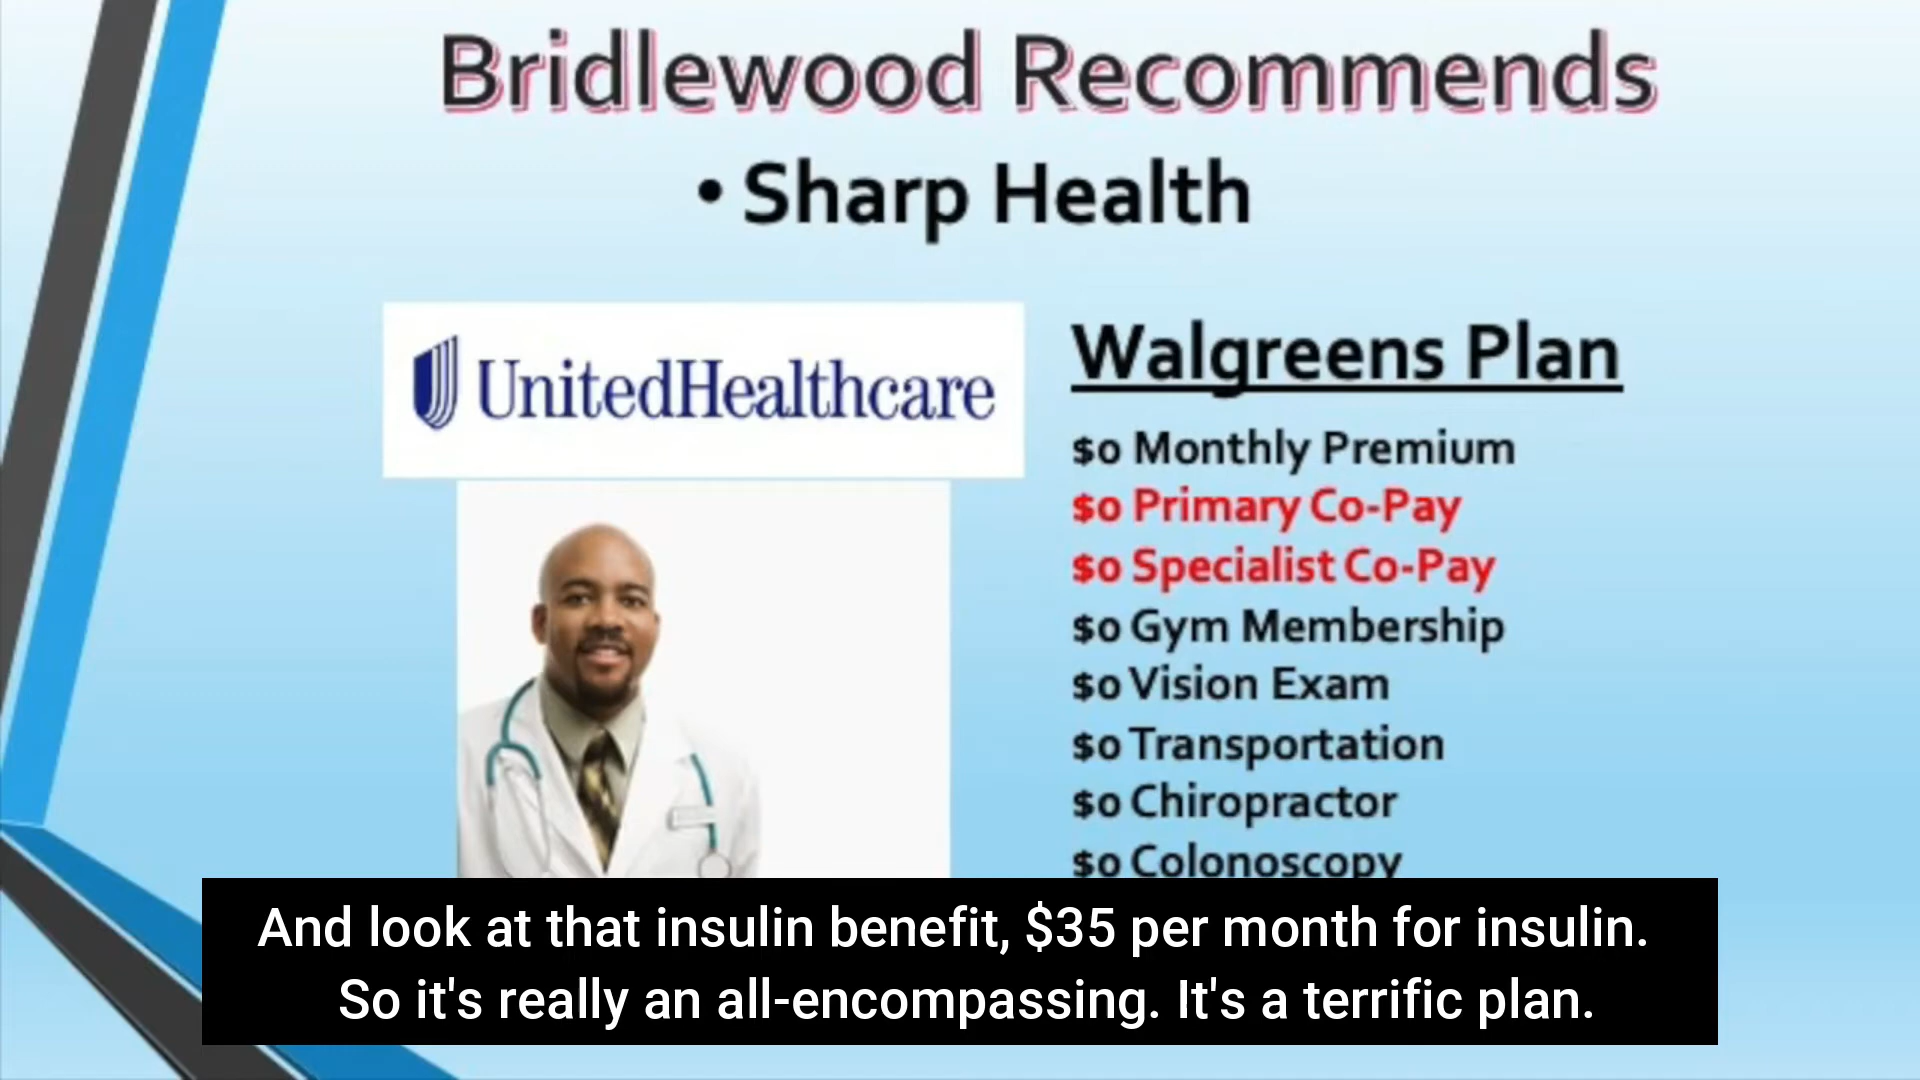 Bridlewood Recommends
• Sharp Health
UnitedHealthcare
Walgreens Plan
$0 Monthly Premium
$0 Primary Co-Pay
$0 Specialist Co-Pay
$0 Gym Membership
$0 Vision Exam
$0 Transportation
$0 Chiropractor
$0 Colonoscopy
And look at that insulin benefit, $35 per month for insulin.
So it's really an all-encompassing. It's a terrific plan.